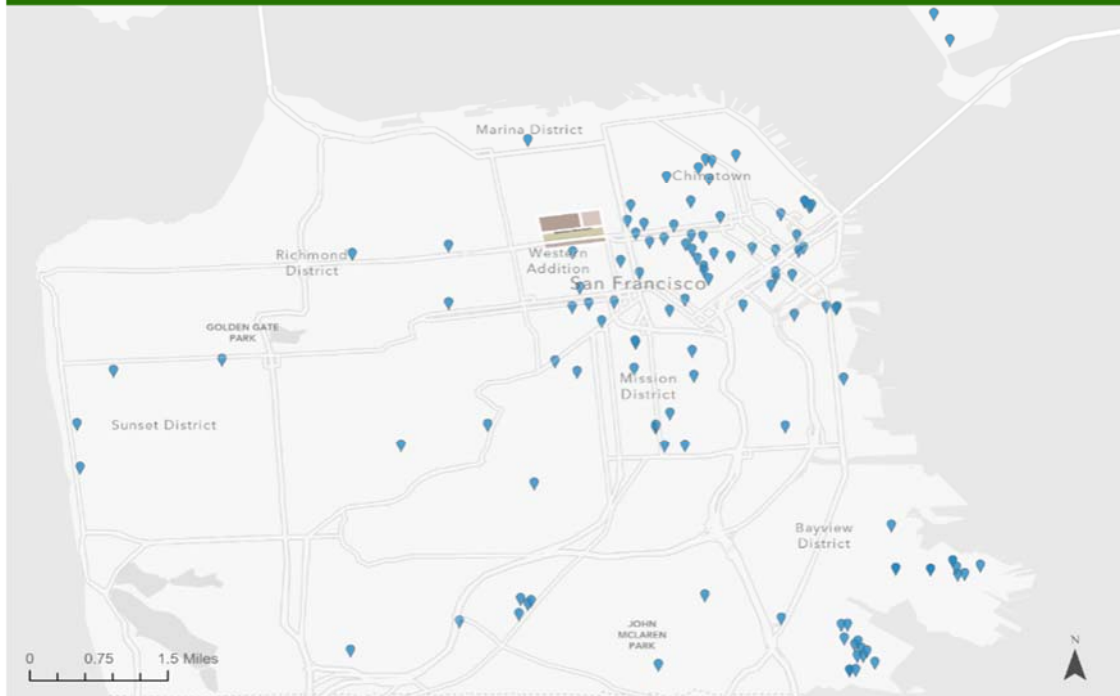 Marina District
Chinatown
Richmond
District
Western
Addition
San Francisco
GOLDEN GATE
PARK
Mission
District
Sunset District
Bayview
District
JOHN
MCLAREN
PARK
N
0 0.75 1.5 Miles